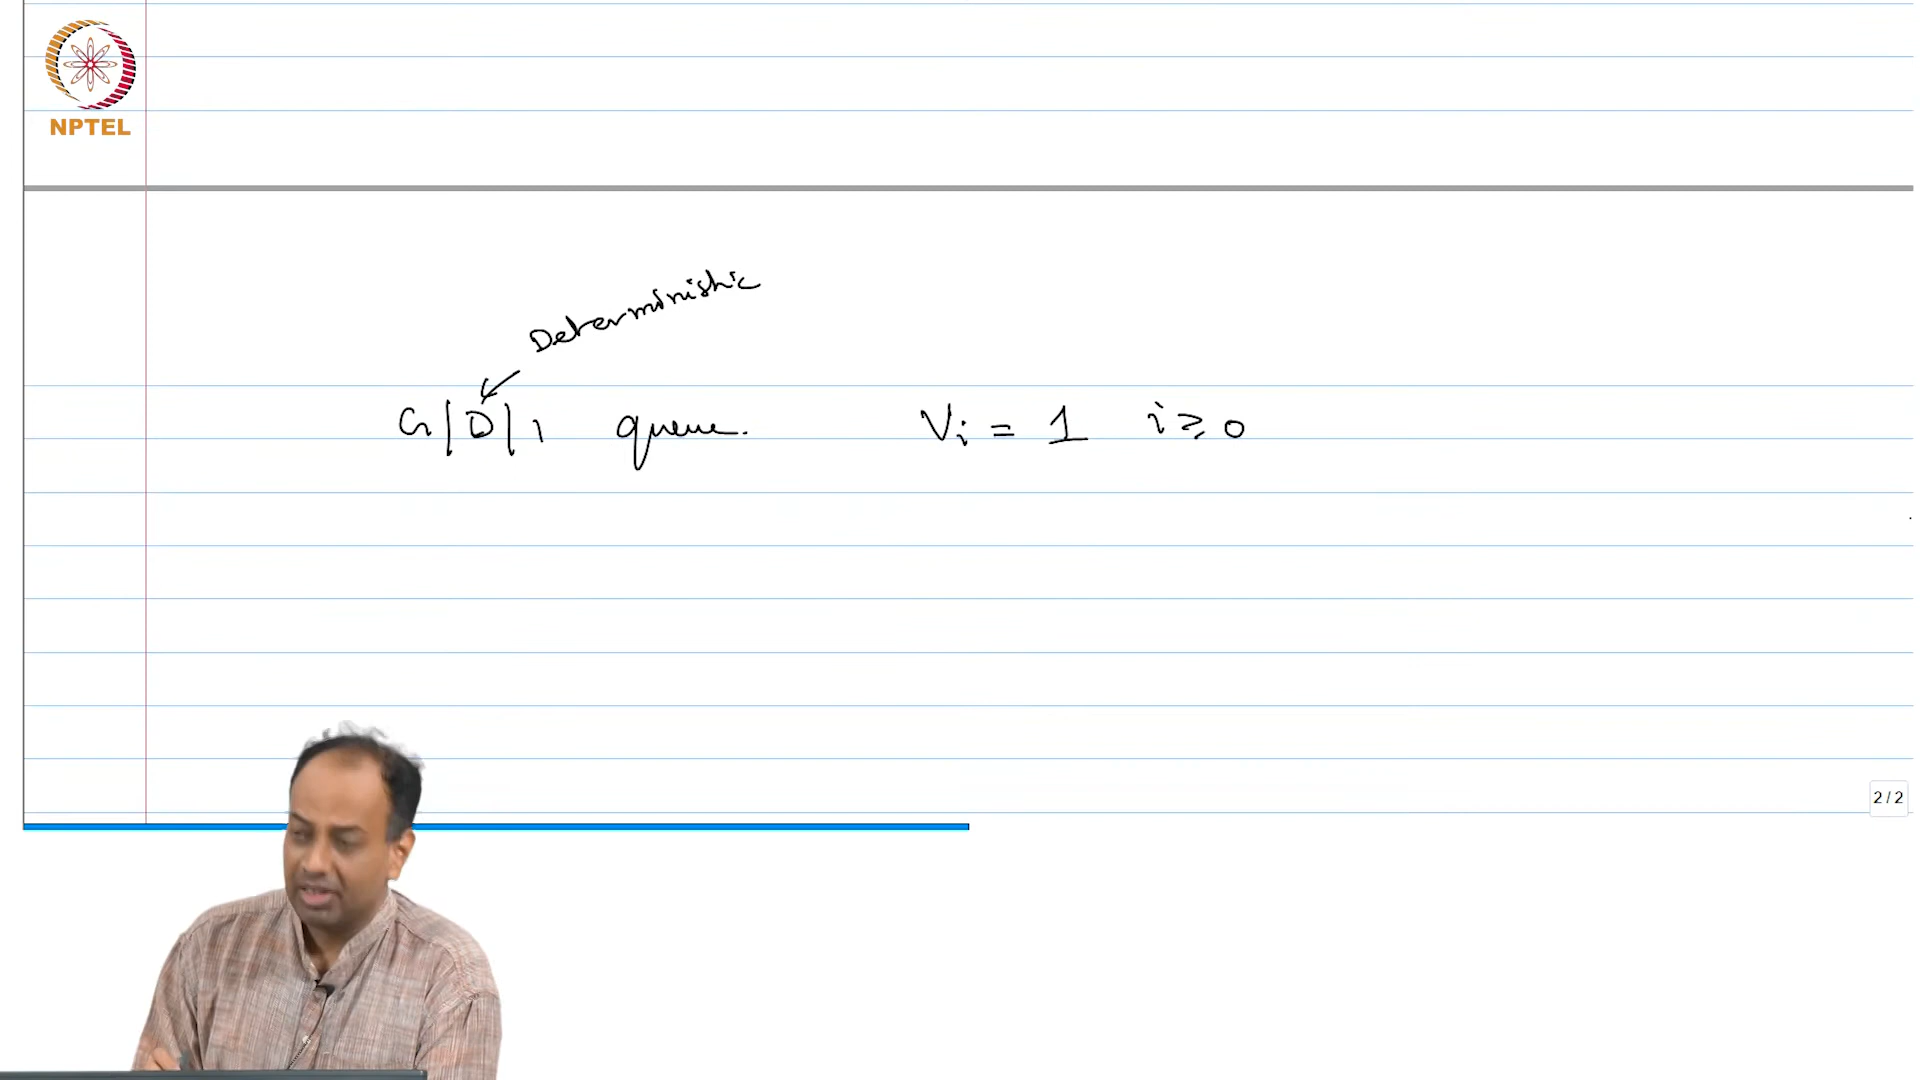 NPTEL
Deterministic
G|D|1 queue. Vi = 1 i ≥ 0
2 / 2